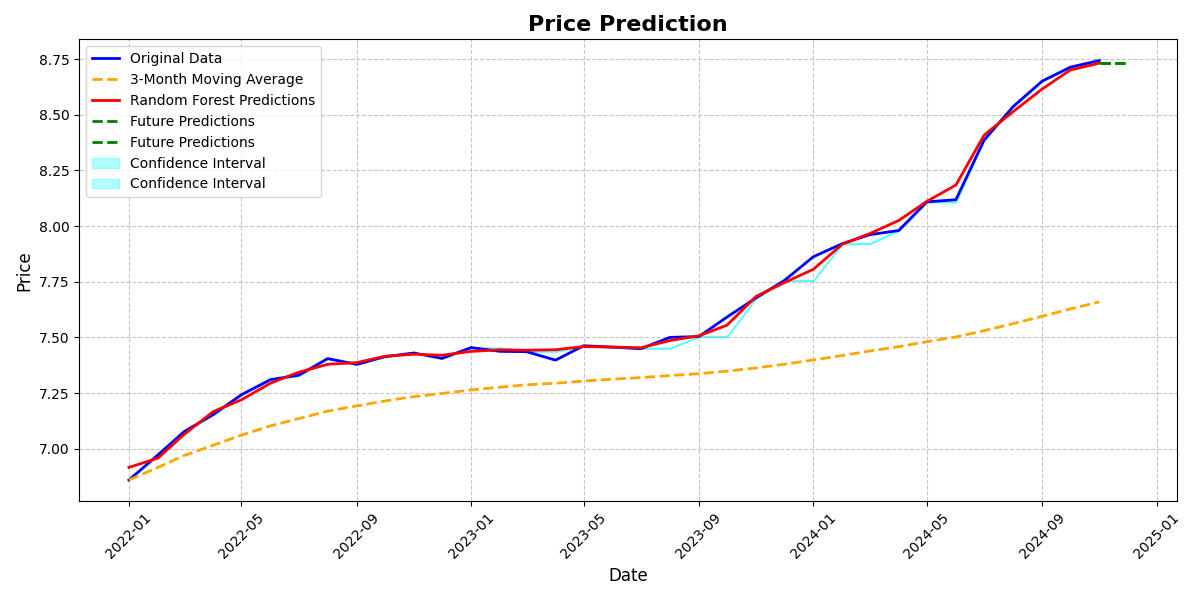 Price Prediction
Original Data
3-Month Moving Average
Random Forest Predictions
Future Predictions
Future Predictions
Confidence Interval
Confidence Interval
8.75
8.50
8.25
8.00
7.75
7.50
7.25
7.00
Price
2022-01
2022-05
2022-09
2023-01
2023-05
2023-09
2024-01
2024-05
2024-09
2025-01
Date